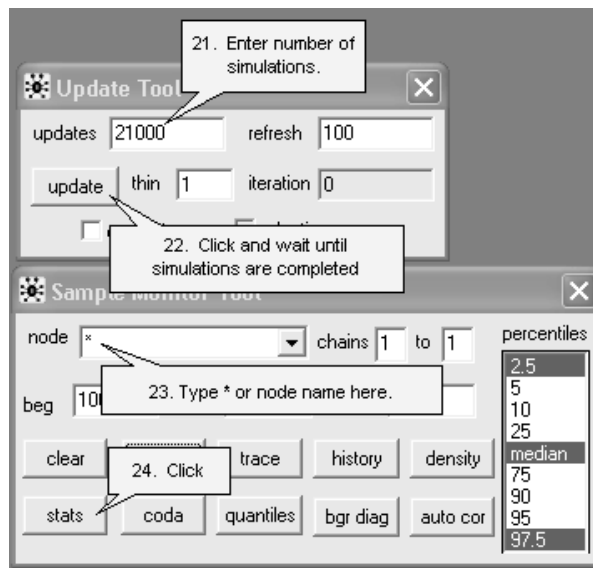 21. Enter number of
simulations.
Update Tool
updates 21000 refresh 100
update thin 1 iteration 0
22. Click and wait until
simulations are completed
Sample Monitor Tool
node * chains 1 to 1 percentiles
23. Type * or node name here.
beg
2.5
5
10
25
median
75
90
95
97.5
clear trace history density
24. Click
stats coda quantiles bgr diag auto cor